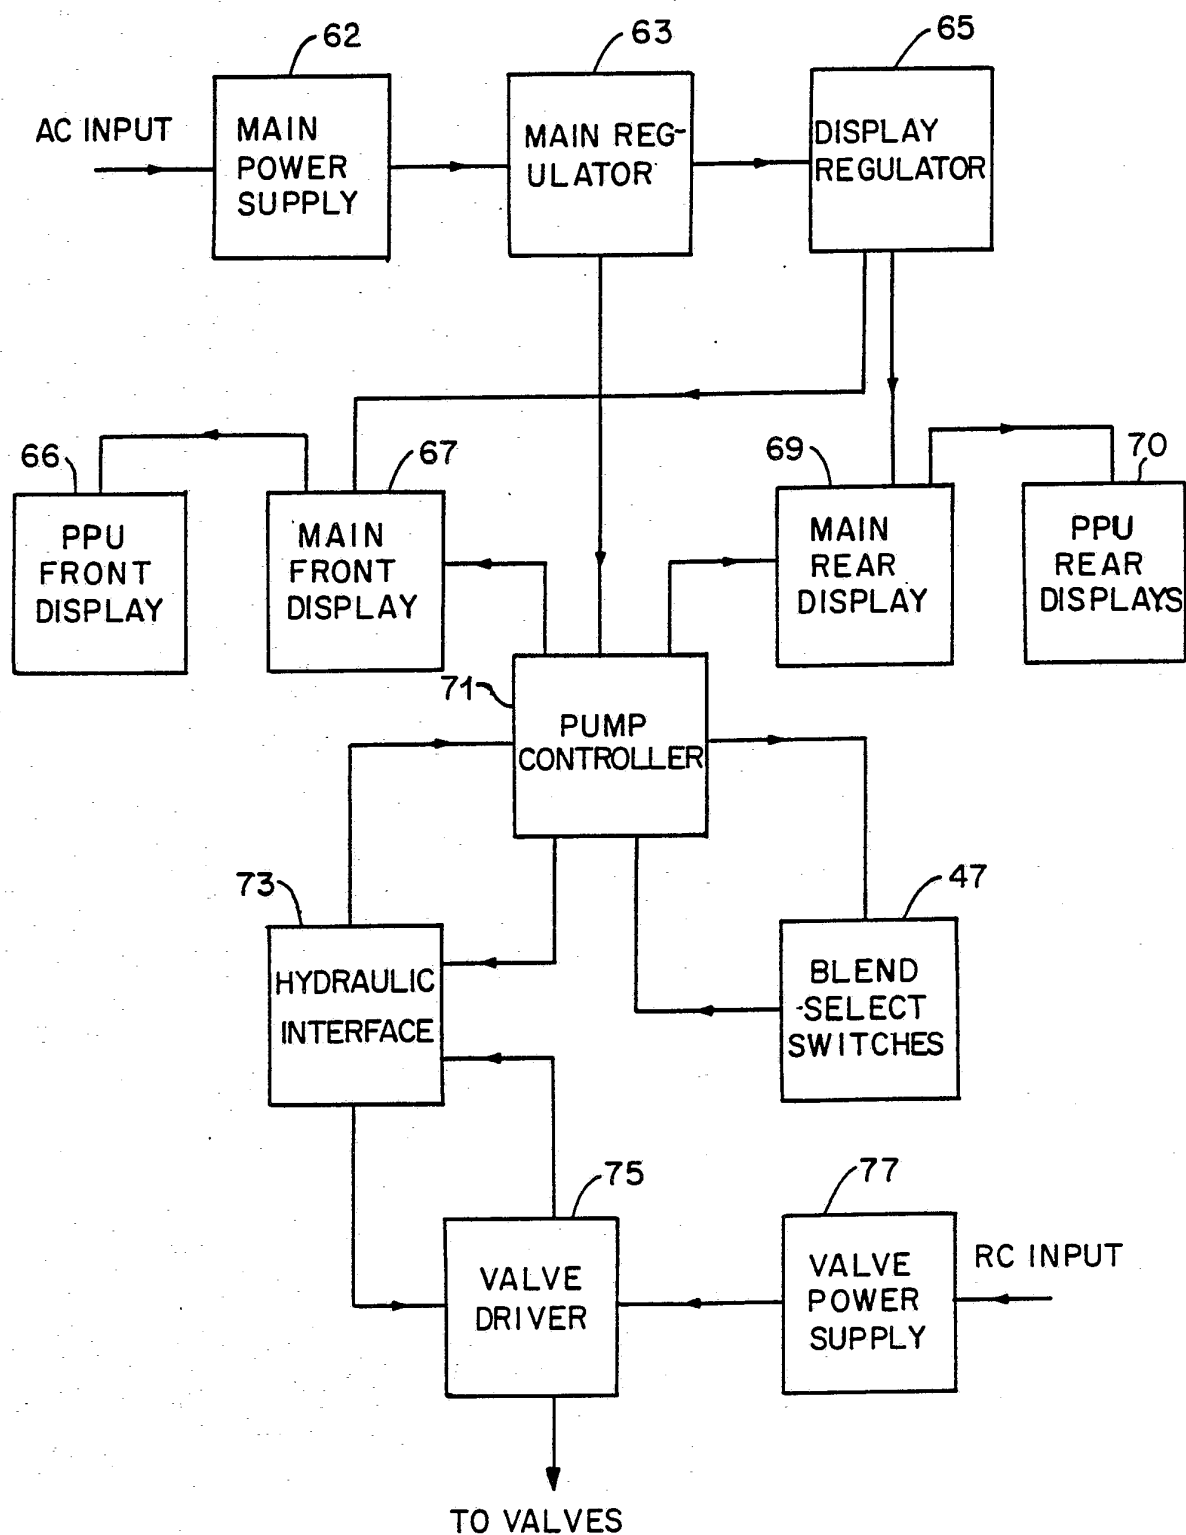 62
63
65
AC INPUT
MAIN
POWER
SUPPLY
MAIN REG-
ULATOR
DISPLAY
REGULATOR
66
67
69
70
PPU
FRONT
DISPLAY
MAIN
FRONT
DISPLAY
MAIN
REAR
DISPLAY
PPU
REAR
DISPLAYS
71
PUMP
CONTROLLER
73
47
HYDRAULIC
INTERFACE
BLEND
-SELECT
SWITCHES
75
77
VALVE
DRIVER
VALVE
POWER
SUPPLY
RC INPUT
TO VALVES